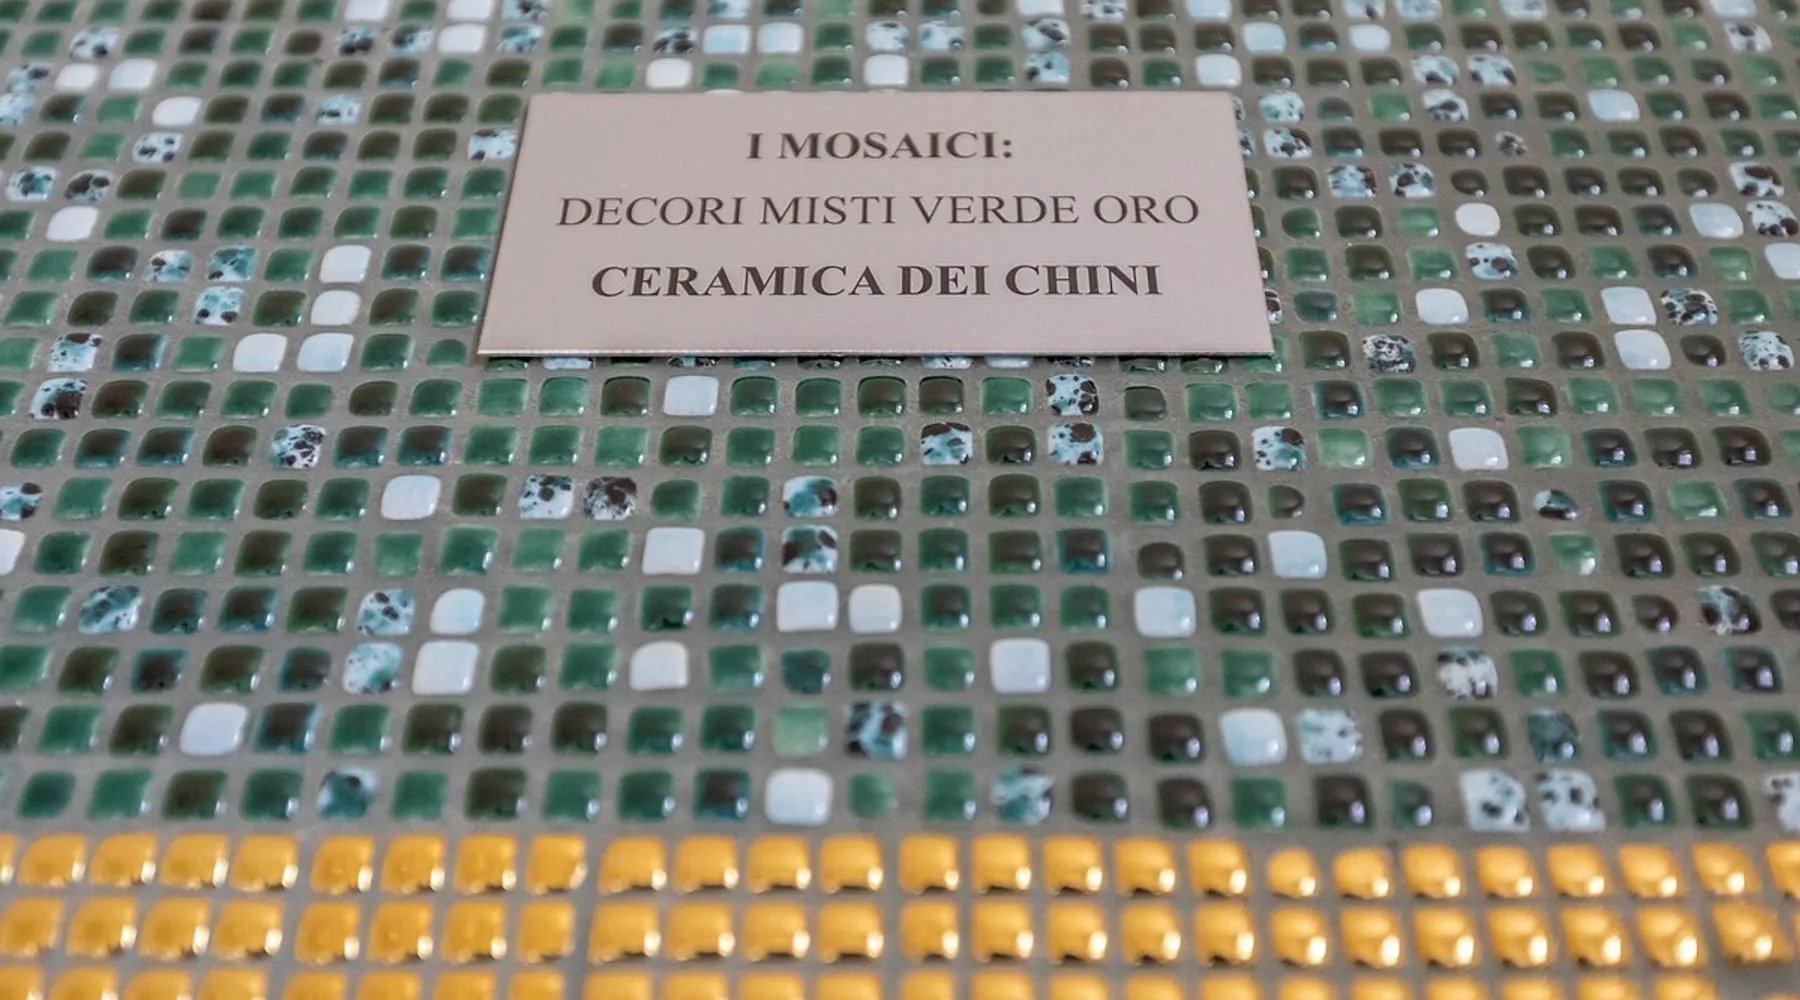 I MOSAICI:
DECORI MISTI VERDE ORO
CERAMICA DEI CHINI